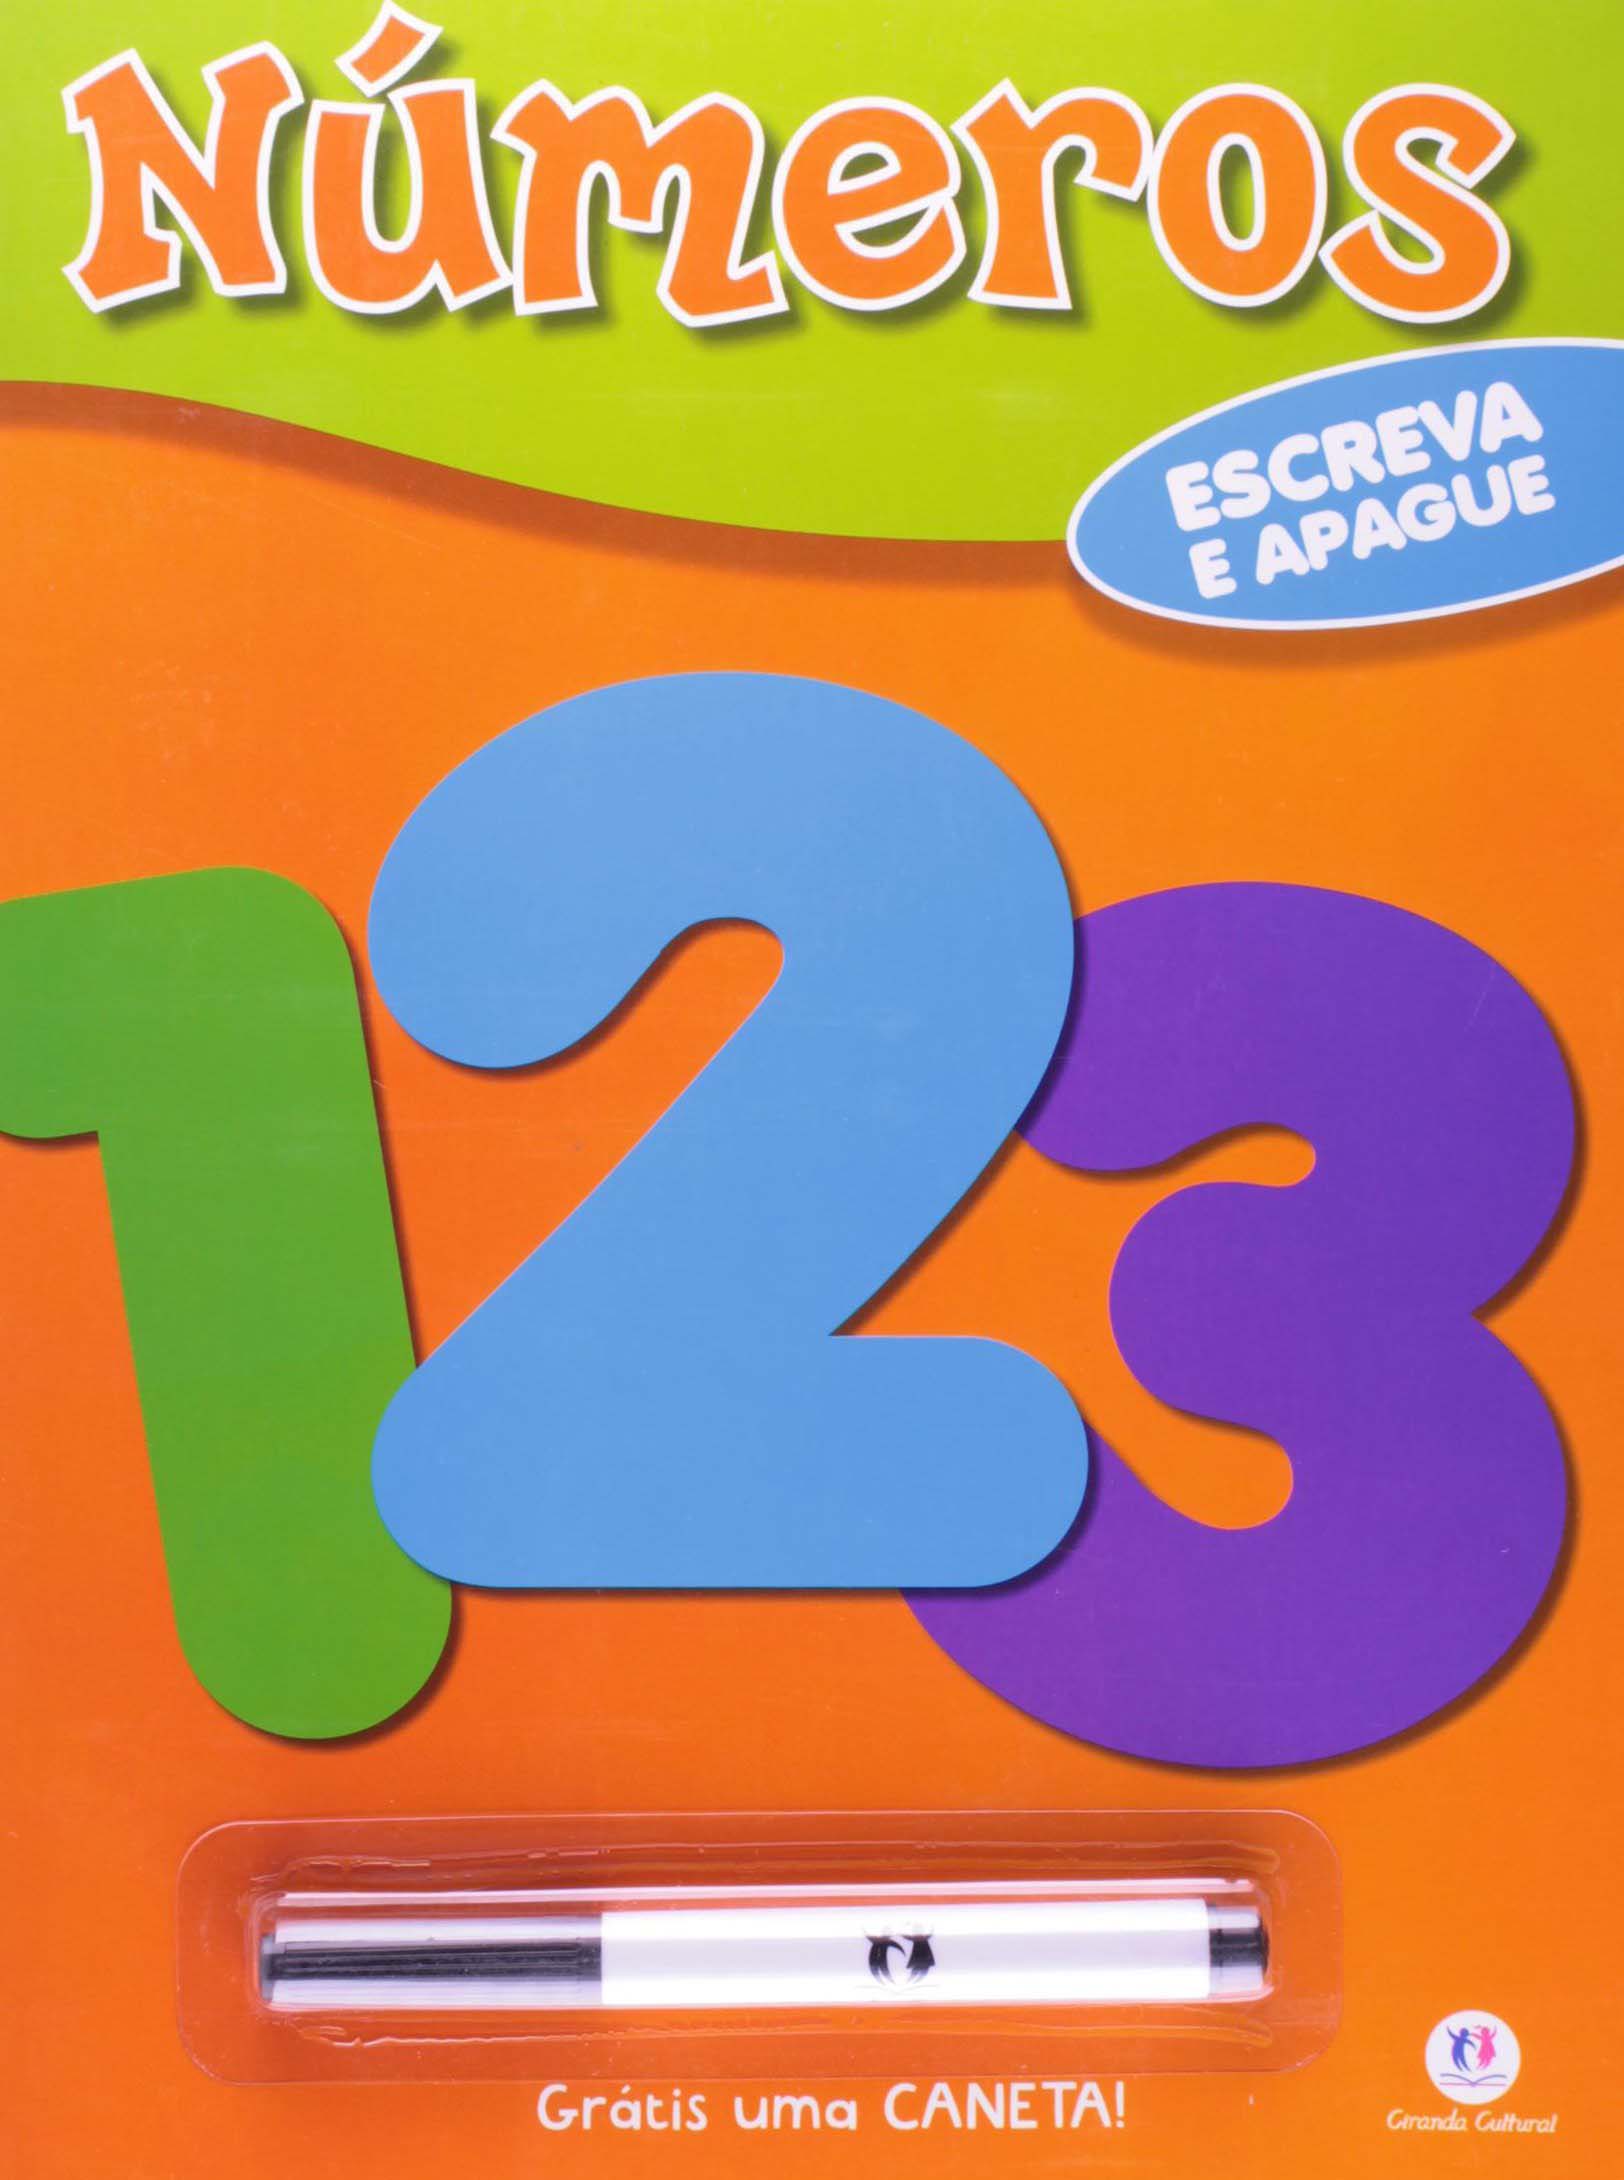 Números
ESCREVA
E APAGUE
123
Grátis uma CANETA!
Ciranda Cultural